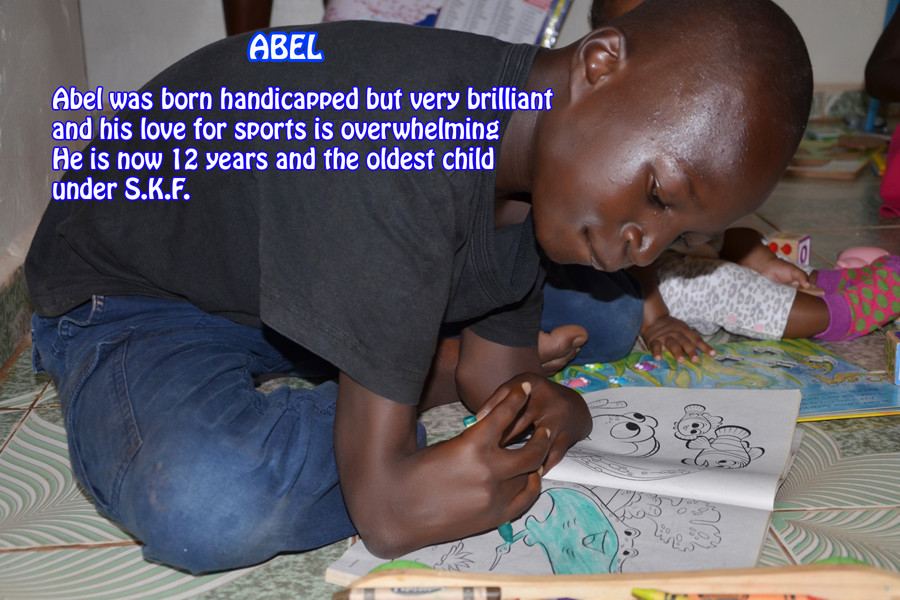 ABEL
Abel was born handicapped but very brilliant
and his love for sports is overwhelming
He is now 12 years and the oldest child
under S.K.F.